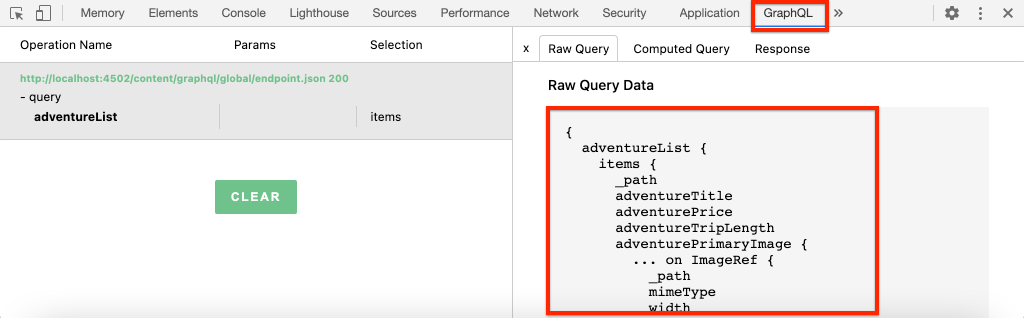 Memory Elements Console Lighthouse Sources Performance Network Security Application GraphQL »
Operation Name Params Selection
http://localhost:4502/content/graphql/global/endpoint.json 200
- query
adventureList items
CLEAR
x Raw Query Computed Query Response
Raw Query Data
{
adventureList {
items {
_path
adventureTitle
adventurePrice
adventureTripLength
adventurePrimaryImage {
... on ImageRef {
_path
mimeType
width